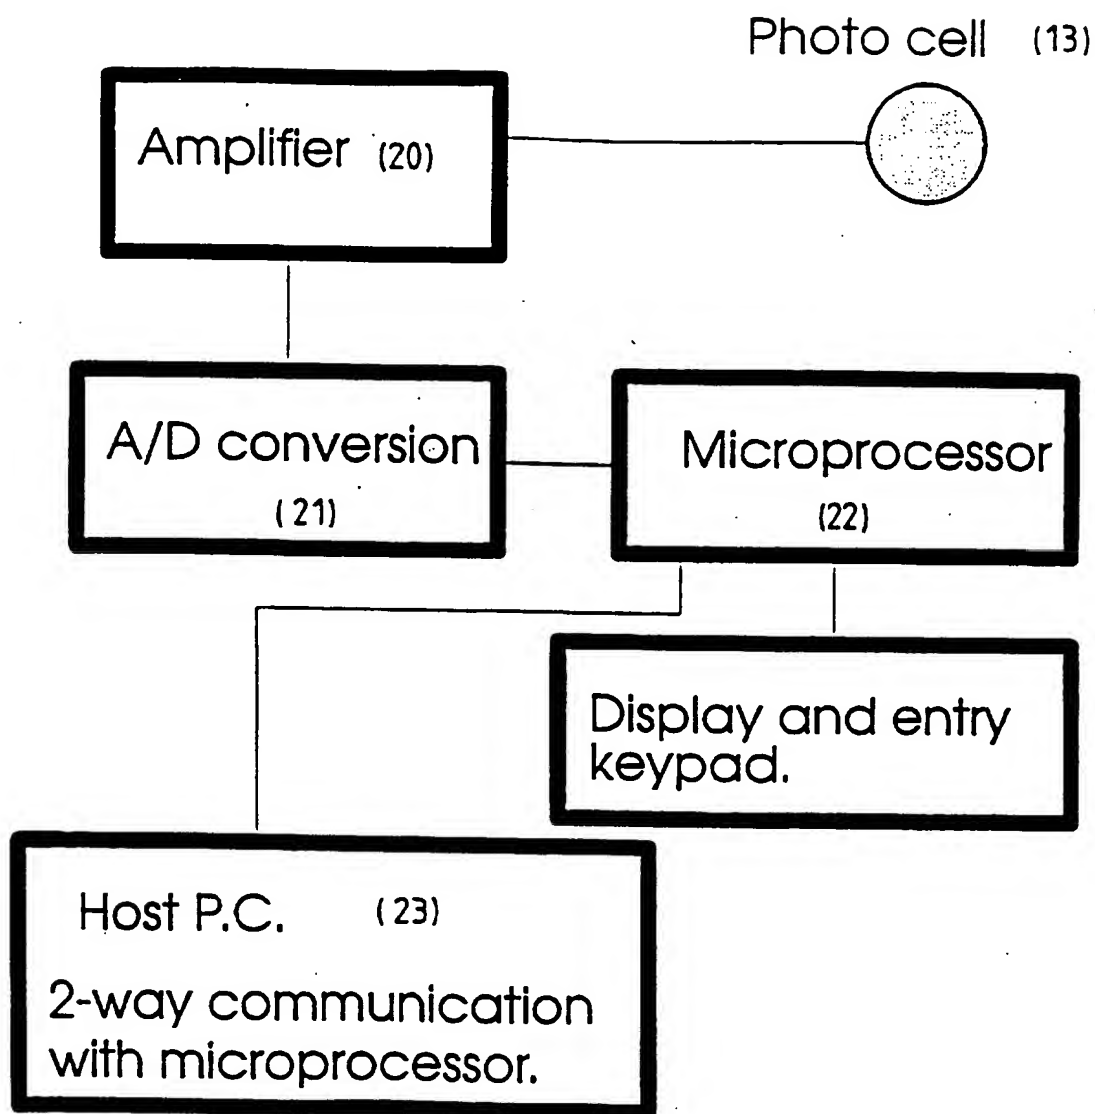 Photo cell (13)
Amplifier (20)
A/D conversion
(21)
Microprocessor
(22)
Display and entry
keypad.
Host P.C. (23)
2-way communication
with microprocessor.